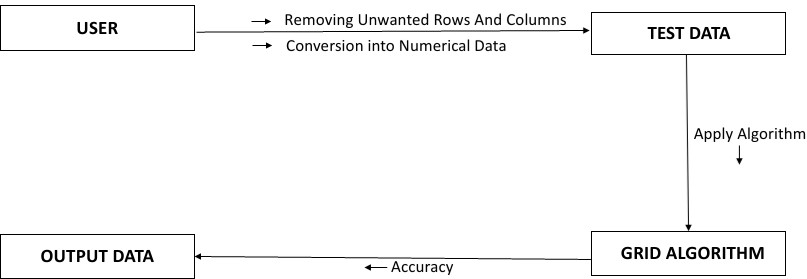 USER
Removing Unwanted Rows And Columns
Conversion into Numerical Data
TEST DATA
Apply Algorithm
GRID ALGORITHM
Accuracy
OUTPUT DATA